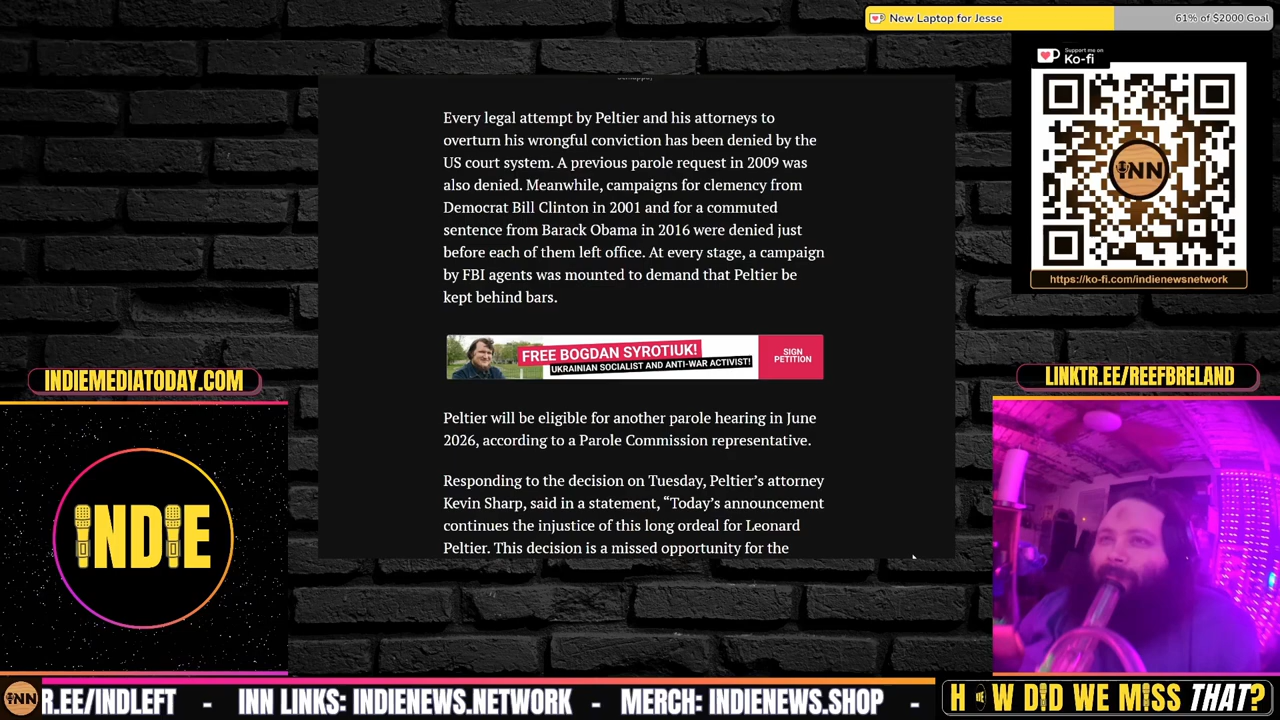 New Laptop for Jesse
61% of $2000 Goal
Support me on
Ko-fi
iNN
https://ko-fi.com/indienewsnetwork
Every legal attempt by Peltier and his attorneys to
overturn his wrongful conviction has been denied by the
US court system. A previous parole request in 2009 was
also denied. Meanwhile, campaigns for clemency from
Democrat Bill Clinton in 2001 and for a commuted
sentence from Barack Obama in 2016 were denied just
before each of them left office. At every stage, a campaign
by FBI agents was mounted to demand that Peltier be
kept behind bars.
FREE BOGDAN SYROTIUK!
UKRAINIAN SOCIALIST AND ANTI-WAR ACTIVIST!
SIGN
PETITION
Peltier will be eligible for another parole hearing in June
2026, according to a Parole Commission representative.
Responding to the decision on Tuesday, Peltier’s attorney
Kevin Sharp, said in a statement, “Today’s announcement
continues the injustice of this long ordeal for Leonard
Peltier. This decision is a missed opportunity for the
INDIEMEDIATODAY.COM
INDIE
LINKTR.EE/REEFBRELAND
iNN
R.EE/INDLEFT - INN LINKS: INDIENEWS.NETWORK - MERCH: INDIENEWS.SHOP -
HOW DID WE MISS THAT?